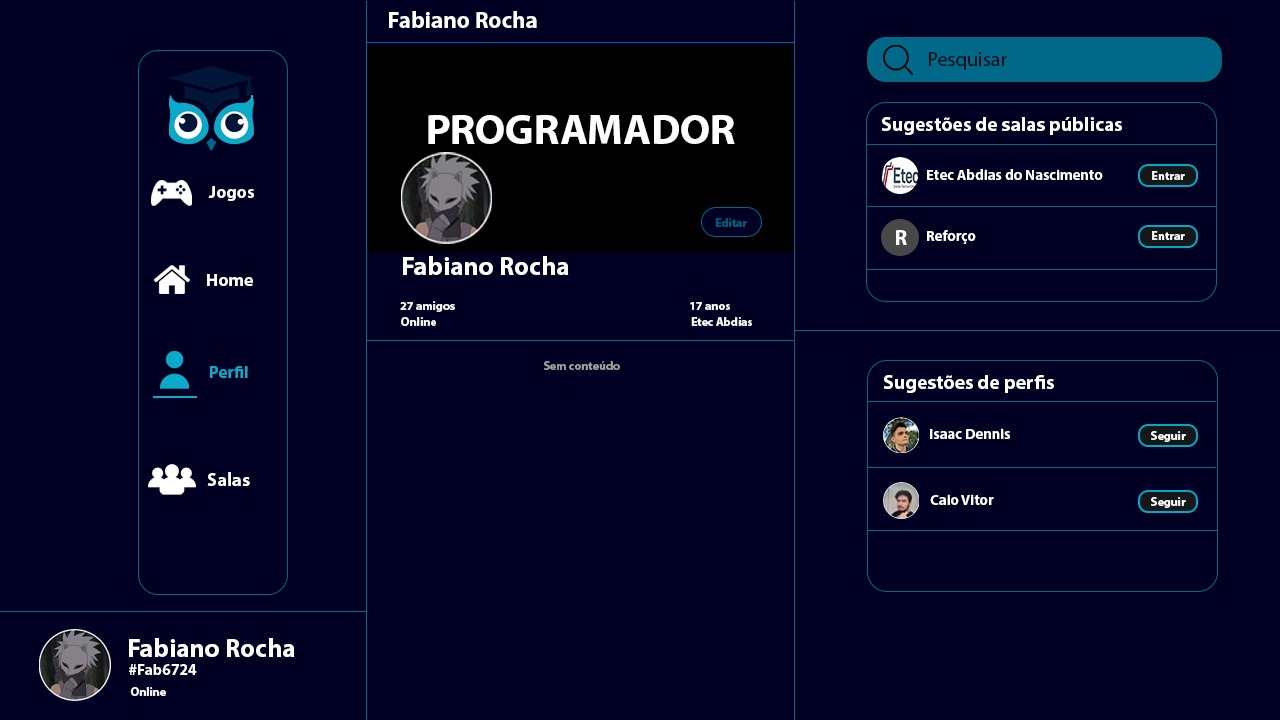 Jogos
Home
Perfil
Salas
Fabiano Rocha
#Fab6724
Online
Fabiano Rocha
PROGRAMADOR
Editar
Fabiano Rocha
27 amigos
Online
17 anos
Etec Abdias
Sem conteúdo
Pesquisar
Sugestões de salas públicas
Etec
Etec Abdias do Nascimento
Entrar
R
Reforço
Entrar
Sugestões de perfis
Isaac Dennis
Seguir
Caio Vitor
Seguir